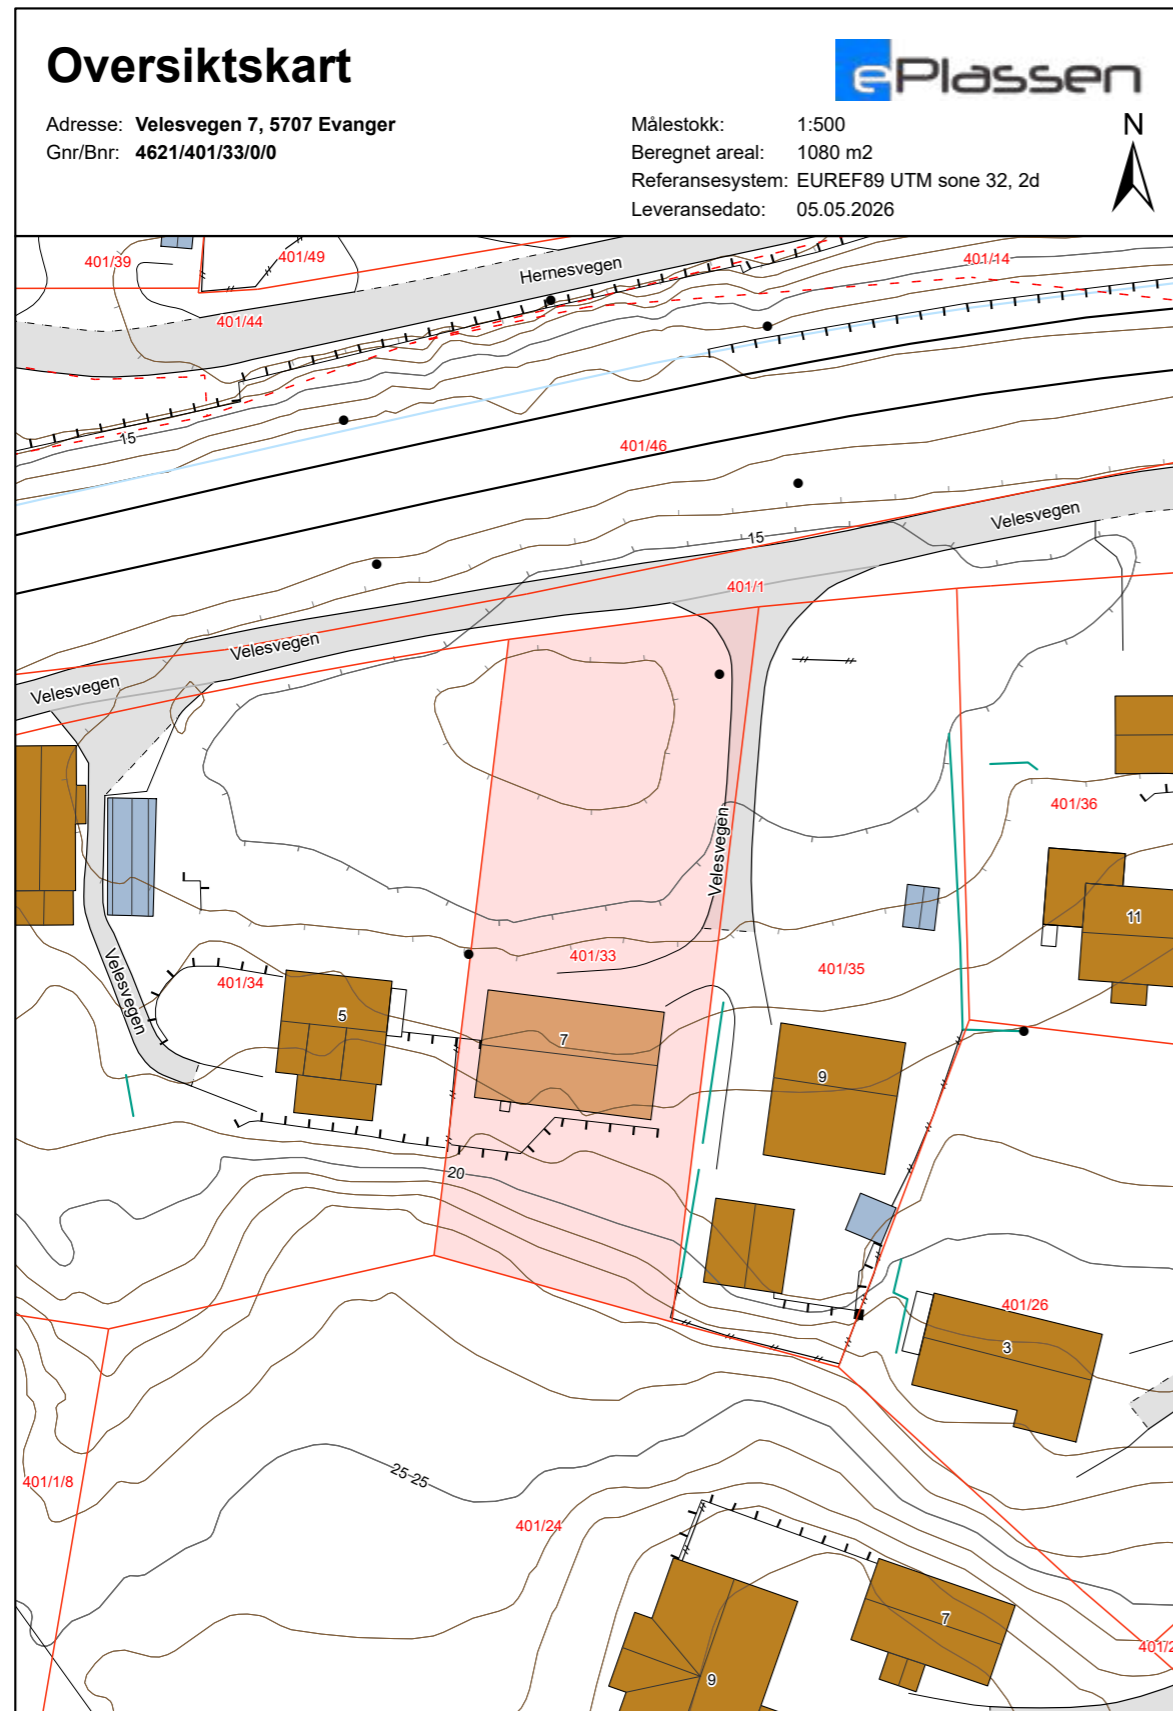 Oversiktskart
ePlassen
Adresse: Velesvegen 7, 5707 Evanger
Gnr/Bnr: 4621/401/33/0/0
Målestokk: 1:500
Beregnet areal: 1080 m2
Referansesystem: EUREF89 UTM sone 32, 2d
Leveransedato: 05.05.2026
N
401/39
401/49
Hernesvegen
401/14
401/44
15
401/46
Velesvegen
15
401/1
Velesvegen
Velesvegen
401/36
Velesvegen
11
401/33
401/35
401/34
Velesvegen
5
7
9
20
401/26
3
25 25
401/1/8
401/24
7
401/2
9